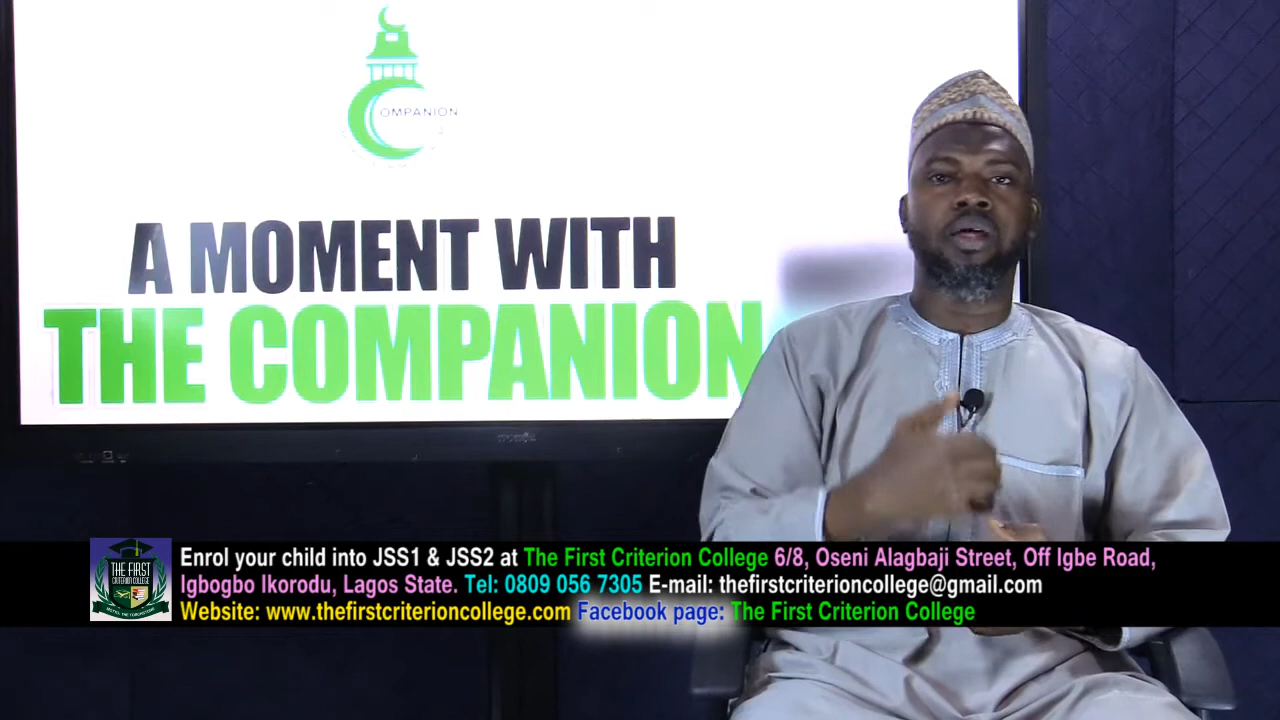 OMPANION
A MOMENT WITH
THE COMPANION
THE FIRST
CRITERION COLLEGE
Enrol your child into JSS1 & JSS2 at The First Criterion College 6/8, Oseni Alagbaji Street, Off Igbe Road,
Igbogbo Ikorodu, Lagos State. Tel: 0809 056 7305 E-mail: thefirstcriterioncollege@gmail.com
Website: www.thefirstcriterioncollege.com Facebook page: The First Criterion College